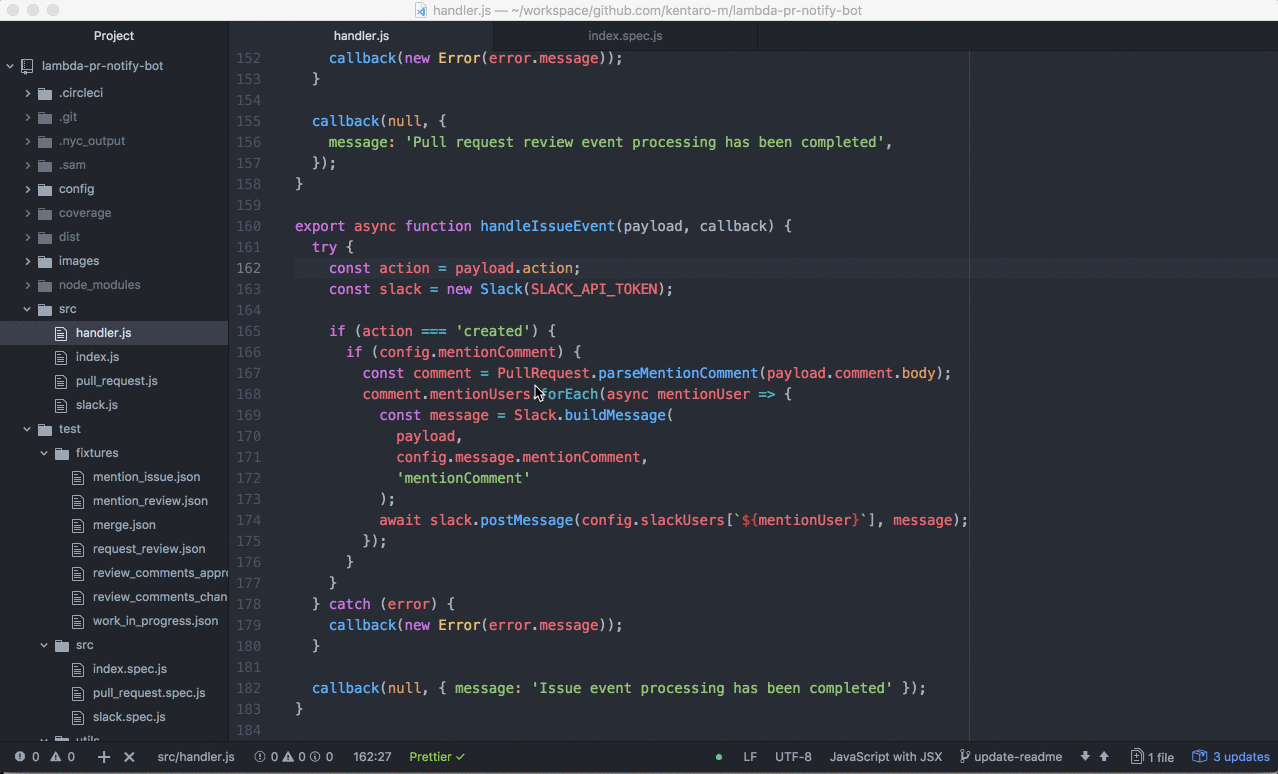 handler.js — ~/workspace/github.com/kentaro-m/lambda-pr-notify-bot
Project
handler.js
index.spec.js
lambda-pr-notify-bot
.circleci
.git
.nyc_output
.sam
config
coverage
dist
images
node_modules
src
handler.js
index.js
pull_request.js
slack.js
test
fixtures
mention_issue.json
mention_review.json
merge.json
request_review.json
review_comments_appro
review_comments_chan
work_in_progress.json
src
index.spec.js
pull_request.spec.js
slack.spec.js
utils
152 callback(new Error(error.message));
153 }
154
155 callback(null, {
156 message: 'Pull request review event processing has been completed',
157 });
158 }
159
160 export async function handleIssueEvent(payload, callback) {
161 try {
162 const action = payload.action;
163 const slack = new Slack(SLACK_API_TOKEN);
164
165 if (action === 'created') {
166 if (config.mentionComment) {
167 const comment = PullRequest.parseMentionComment(payload.comment.body);
168 comment.mentionUsers.forEach(async mentionUser => {
169 const message = Slack.buildMessage(
170 payload,
171 config.message.mentionComment,
172 'mentionComment'
173 );
174 await slack.postMessage(config.slackUsers[`${mentionUser}`], message);
175 });
176 }
177 }
178 } catch (error) {
179 callback(new Error(error.message));
180 }
181
182 callback(null, { message: 'Issue event processing has been completed' });
183 }
184
0 0 src/handler.js 0 0 0 162:27 Prettier ✓ LF UTF-8 JavaScript with JSX update-readme 1 file 3 updates